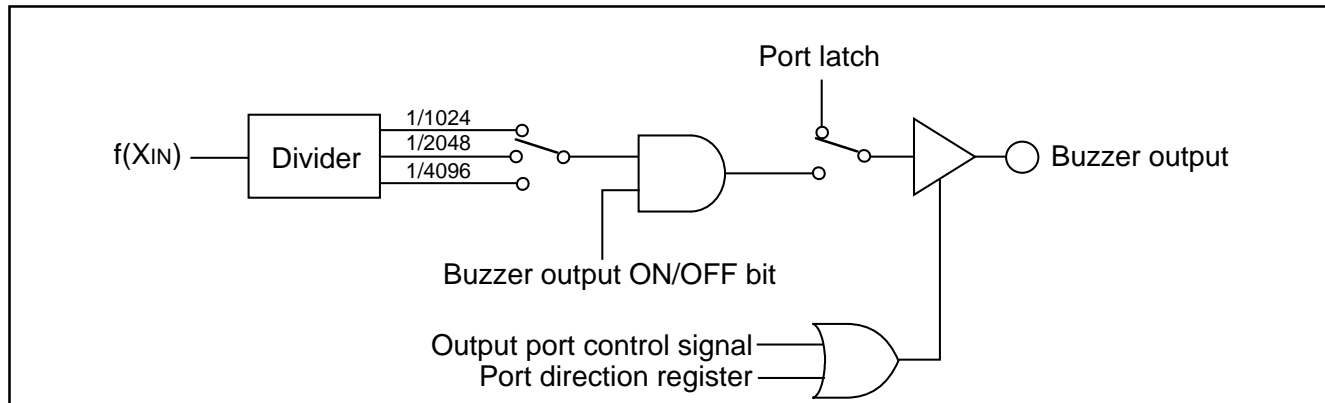 Port latch
1/1024
1/2048
1/4096
f(XIN)
Divider
Buzzer output
Buzzer output ON/OFF bit
Output port control signal
Port direction register